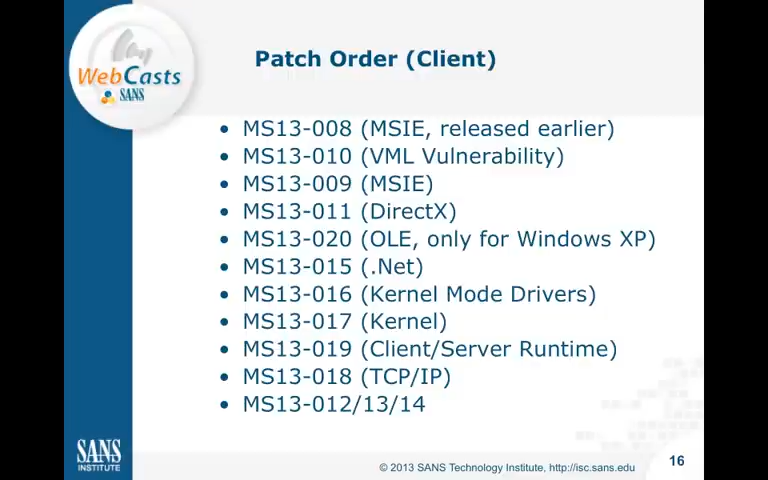 WebCasts
SANS
Patch Order (Client)
• MS13-008 (MSIE, released earlier)
• MS13-010 (VML Vulnerability)
• MS13-009 (MSIE)
• MS13-011 (DirectX)
• MS13-020 (OLE, only for Windows XP)
• MS13-015 (.Net)
• MS13-016 (Kernel Mode Drivers)
• MS13-017 (Kernel)
• MS13-019 (Client/Server Runtime)
• MS13-018 (TCP/IP)
• MS13-012/13/14
SANS
INSTITUTE
© 2013 SANS Technology Institute, http://isc.sans.edu
16